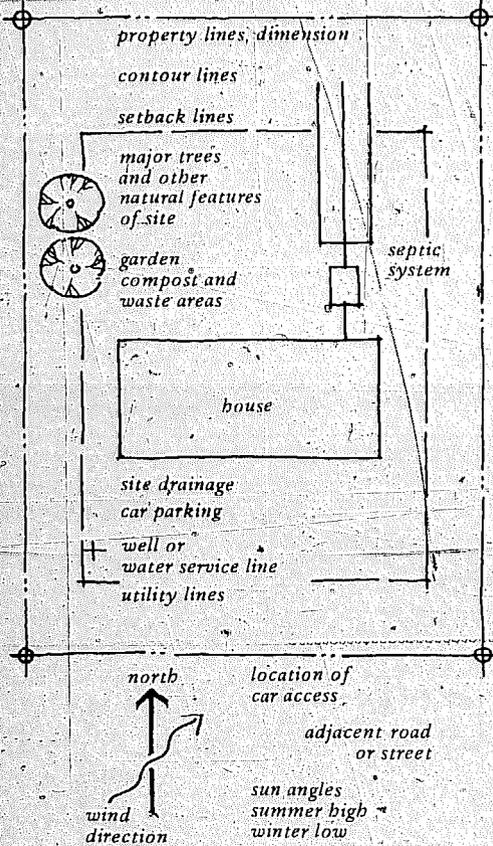 property lines, dimension
contour lines
setback lines
major trees
and other
natural features
of site
septic
system
garden
compost and
waste areas
house
site drainage
car parking
well or
water service line
utility lines
north
location of
car access
adjacent road
or street
wind
direction
sun angles
summer high
winter low